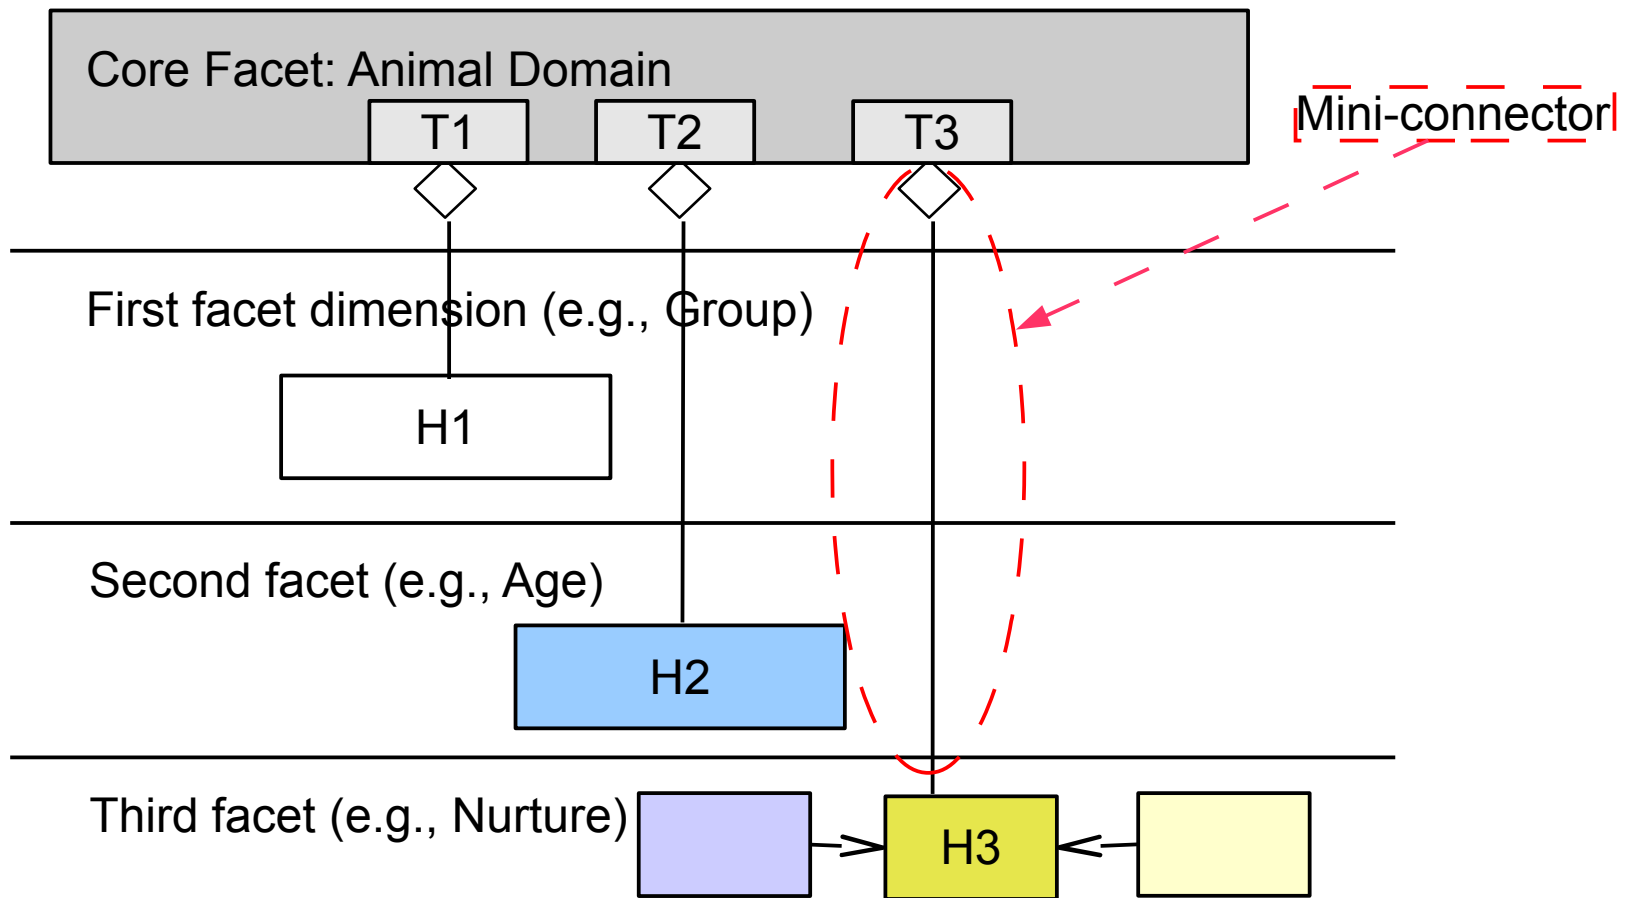 Core Facet: Animal Domain
T1 T2 T3
Mini-connector
First facet dimension (e.g., Group)
H1
Second facet (e.g., Age)
H2
Third facet (e.g., Nurture)
H3